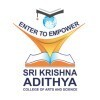 ENTER TO EMPOWER
SRI KRISHNA
ADITHYA
COLLEGE OF ARTS AND SCIENCE